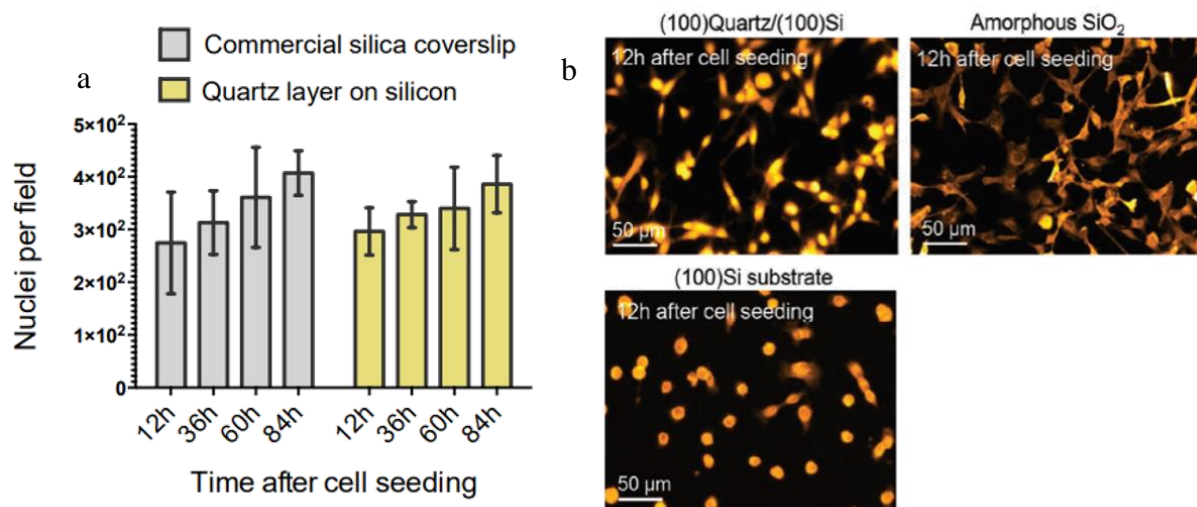 a
Commercial silica coverslip
Quartz layer on silicon
Nuclei per field
5×10²
4×10²
3×10²
2×10²
1×10²
0
12h
36h
60h
84h
12h
36h
60h
84h
Time after cell seeding
b
(100)Quartz/(100)Si
12h after cell seeding
50 µm
Amorphous SiO₂
12h after cell seeding
50 µm
(100)Si substrate
12h after cell seeding
50 µm